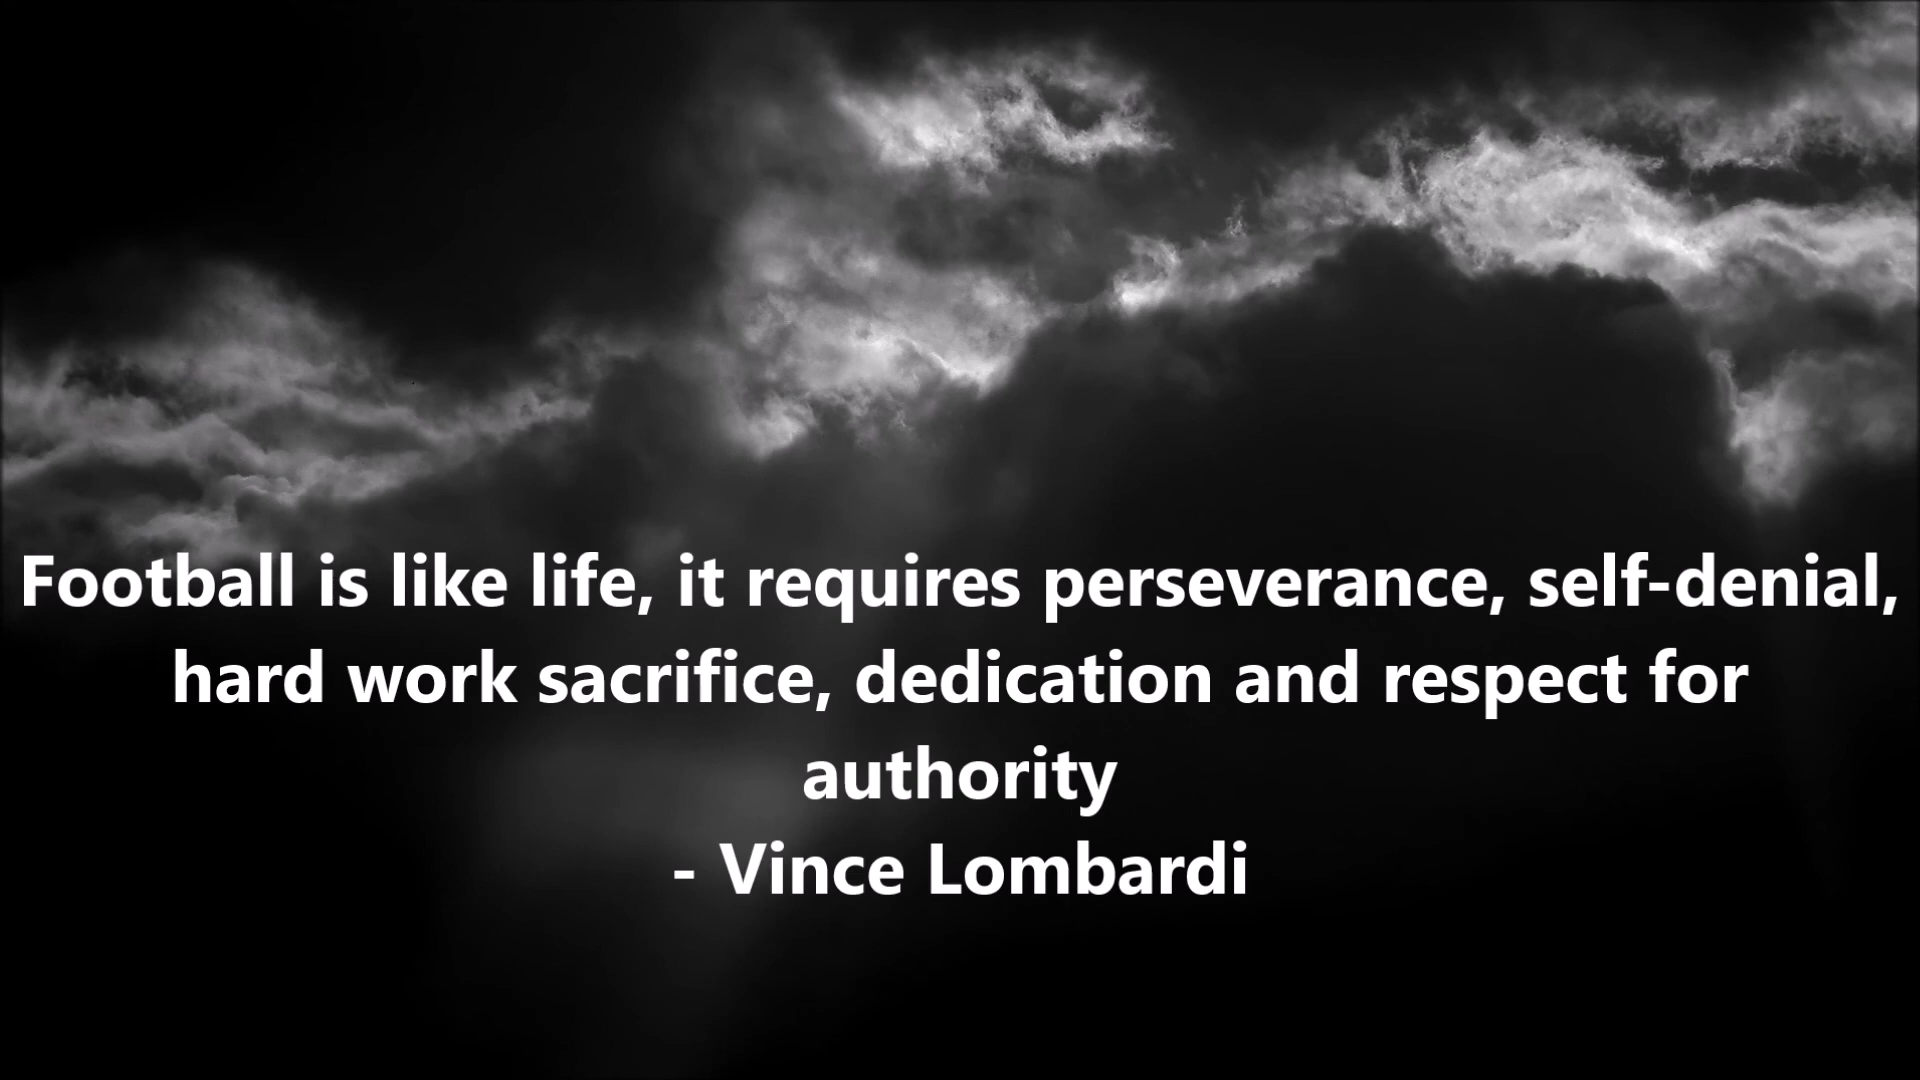 Football is like life, it requires perseverance, self-denial,
hard work sacrifice, dedication and respect for
authority
- Vince Lombardi